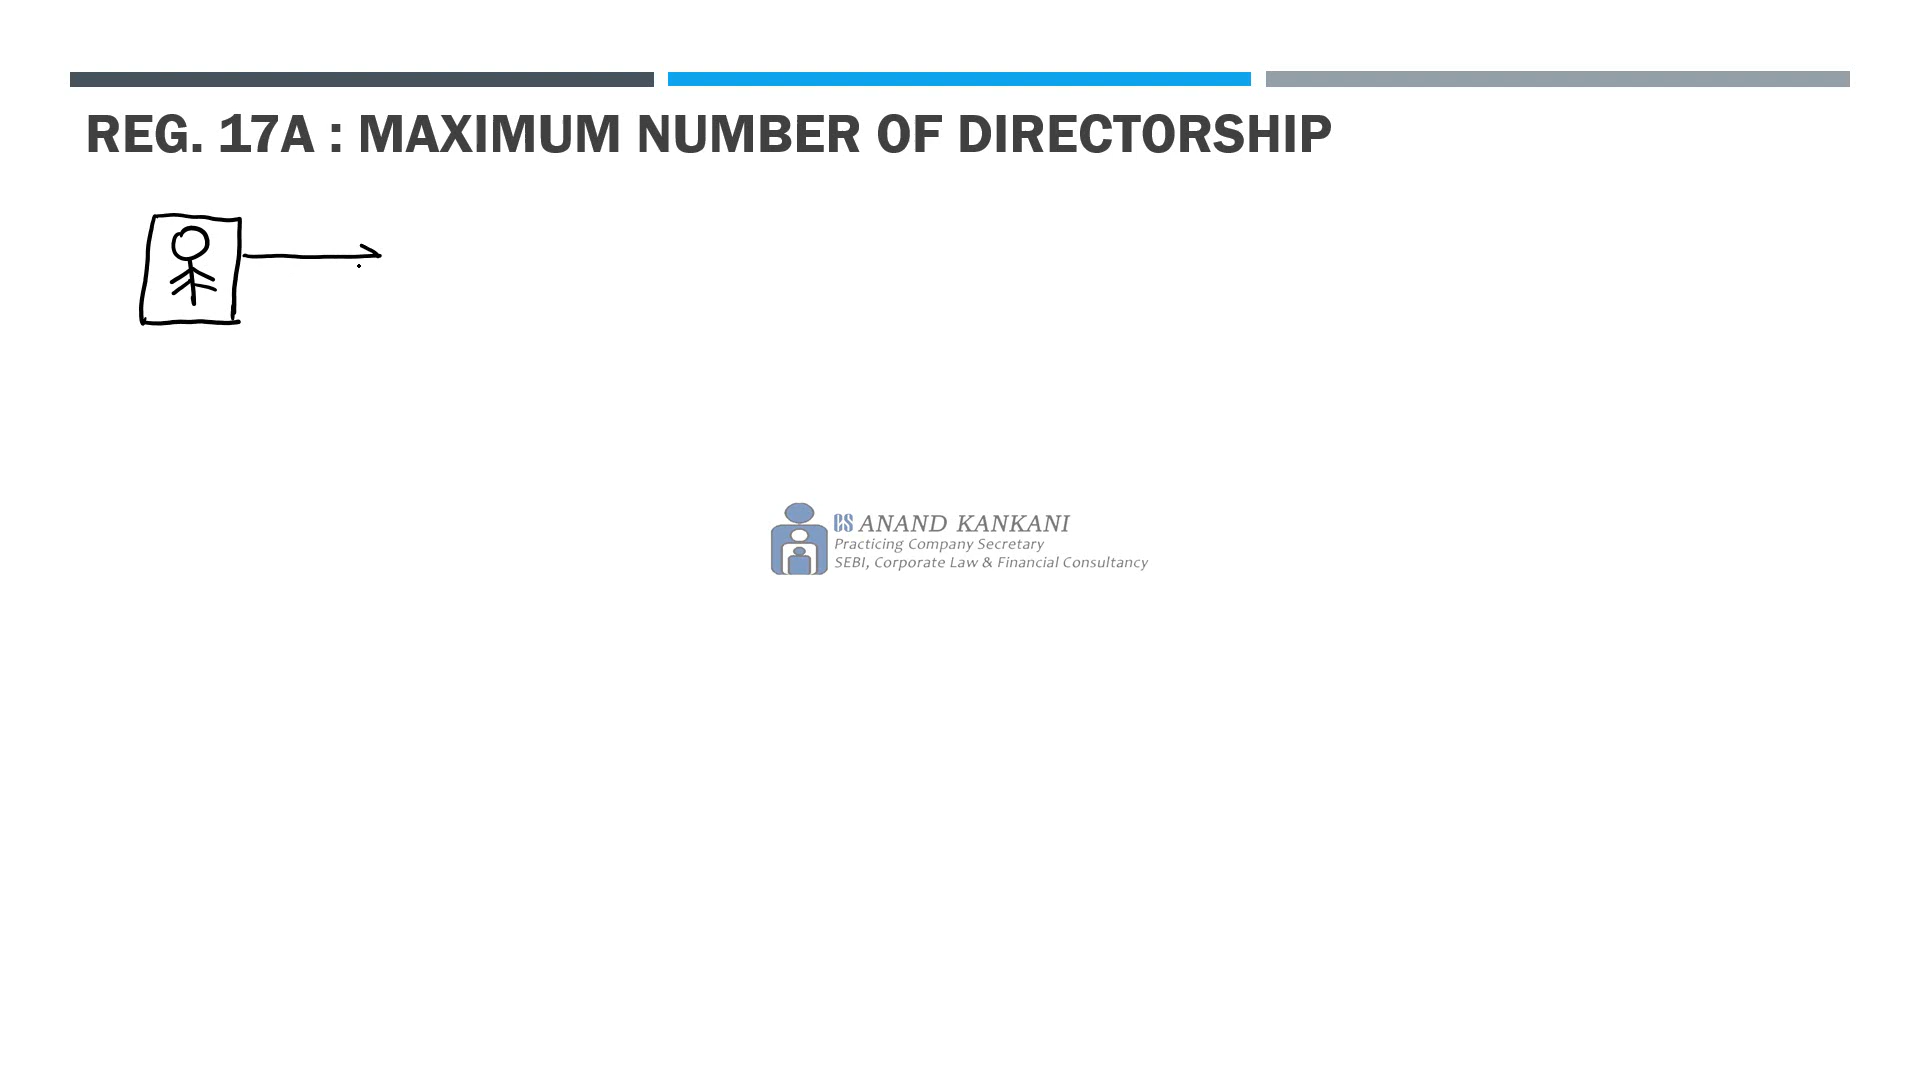 REG. 17A : MAXIMUM NUMBER OF DIRECTORSHIP
CS ANAND KANKANI
Practicing Company Secretary
SEBI, Corporate Law & Financial Consultancy